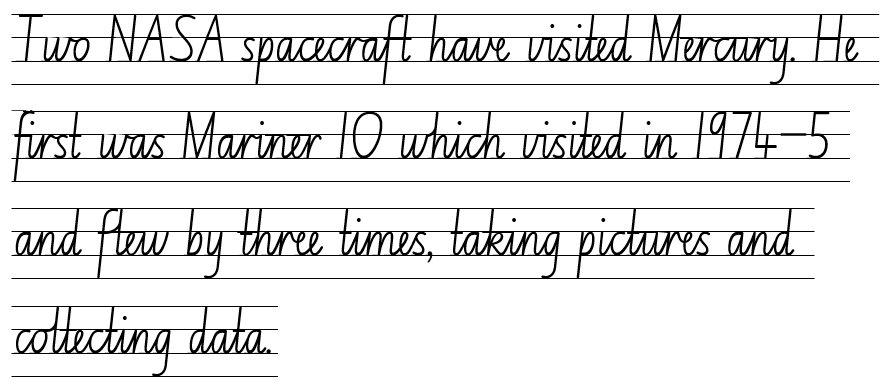 Two NASA spacecraft have visited Mercury. He
first was Mariner 10 which visited in 1974–5
and flew by three times, taking pictures and
collecting data.